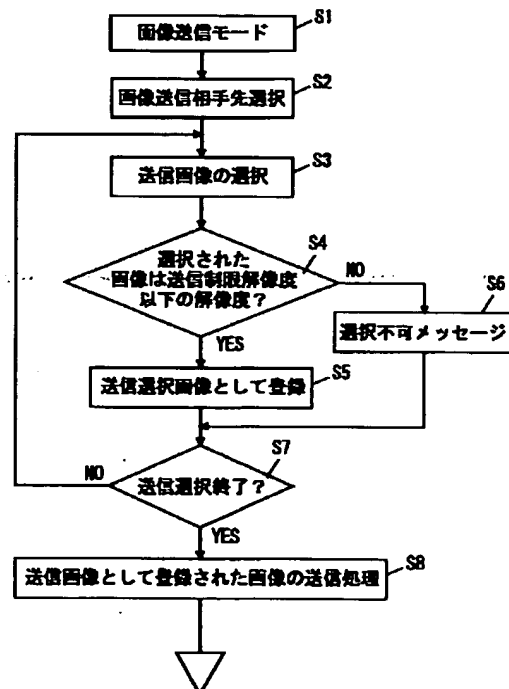 S1
画像送信モード
S2
画像送信相手先選択
S3
送信画像の選択
S4
選択された
画像は送信制限解像度
以下の解像度？
NO
S6
選択不可メッセージ
YES
S5
送信選択画像として登録
S7
NO
送信選択終了？
YES
S8
送信画像として登録された画像の送信処理